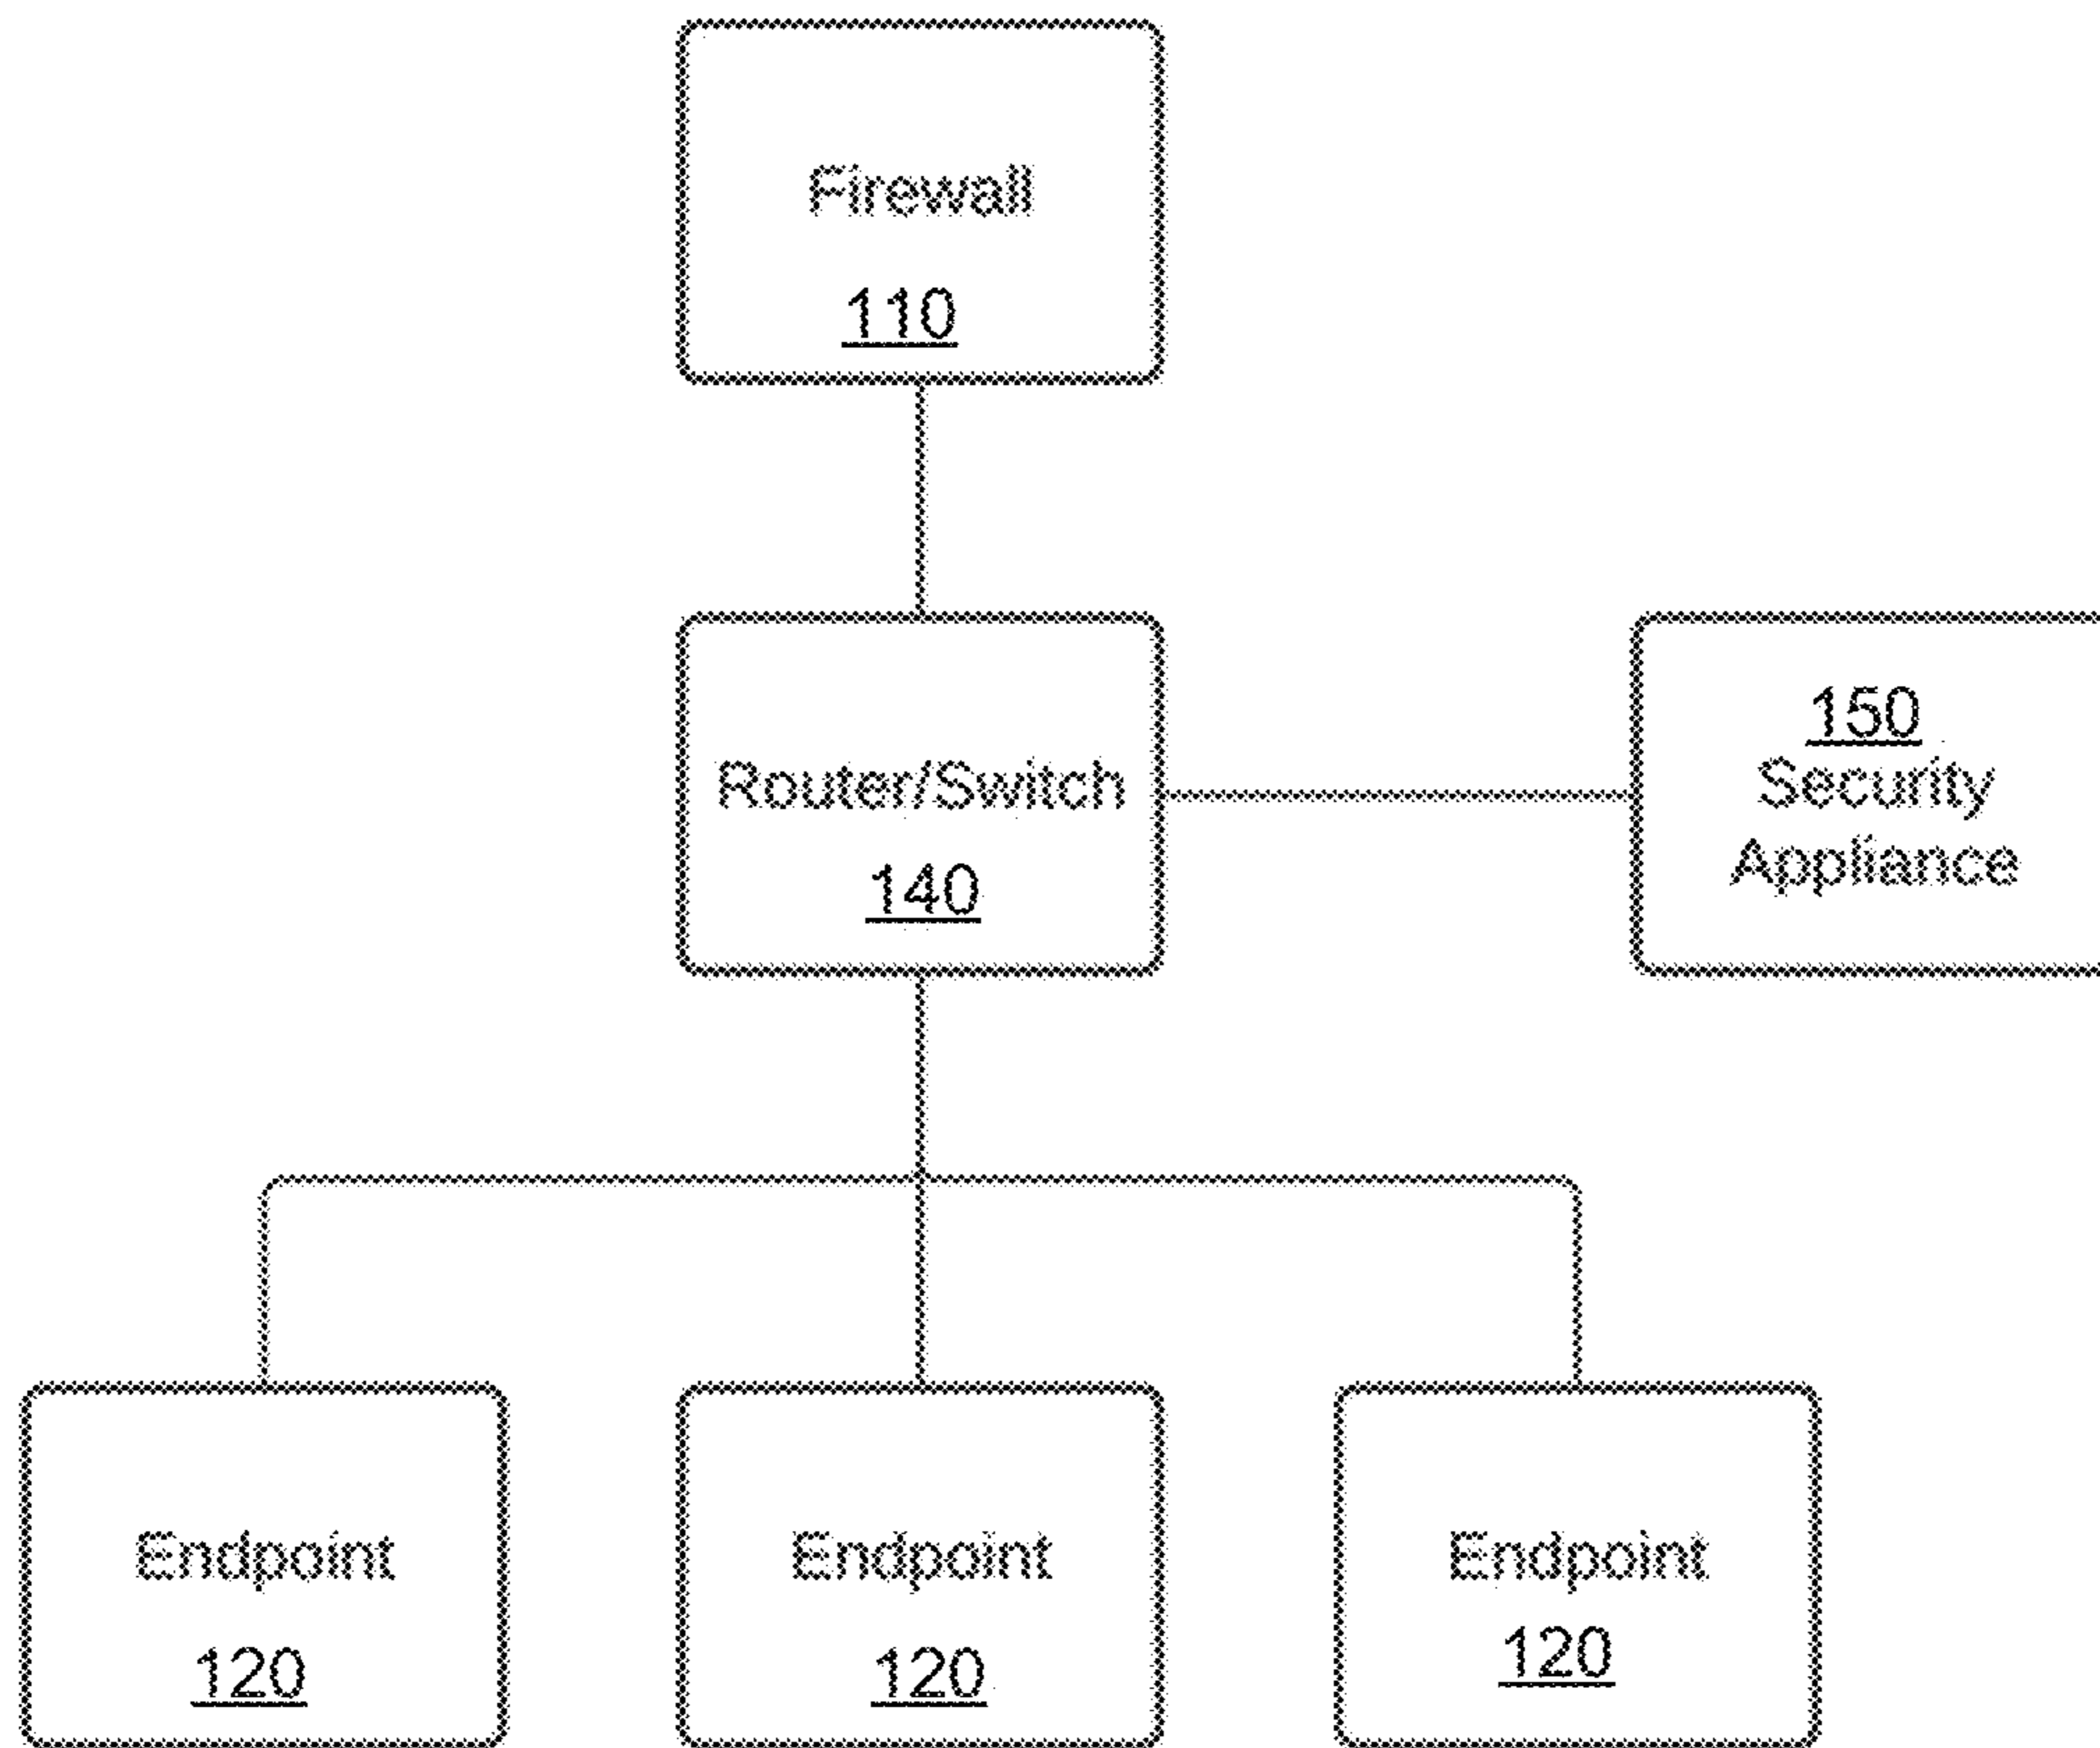 Firewall
110
Router/Switch
140
150
Security
Appliance
Endpoint
120
Endpoint
120
Endpoint
120